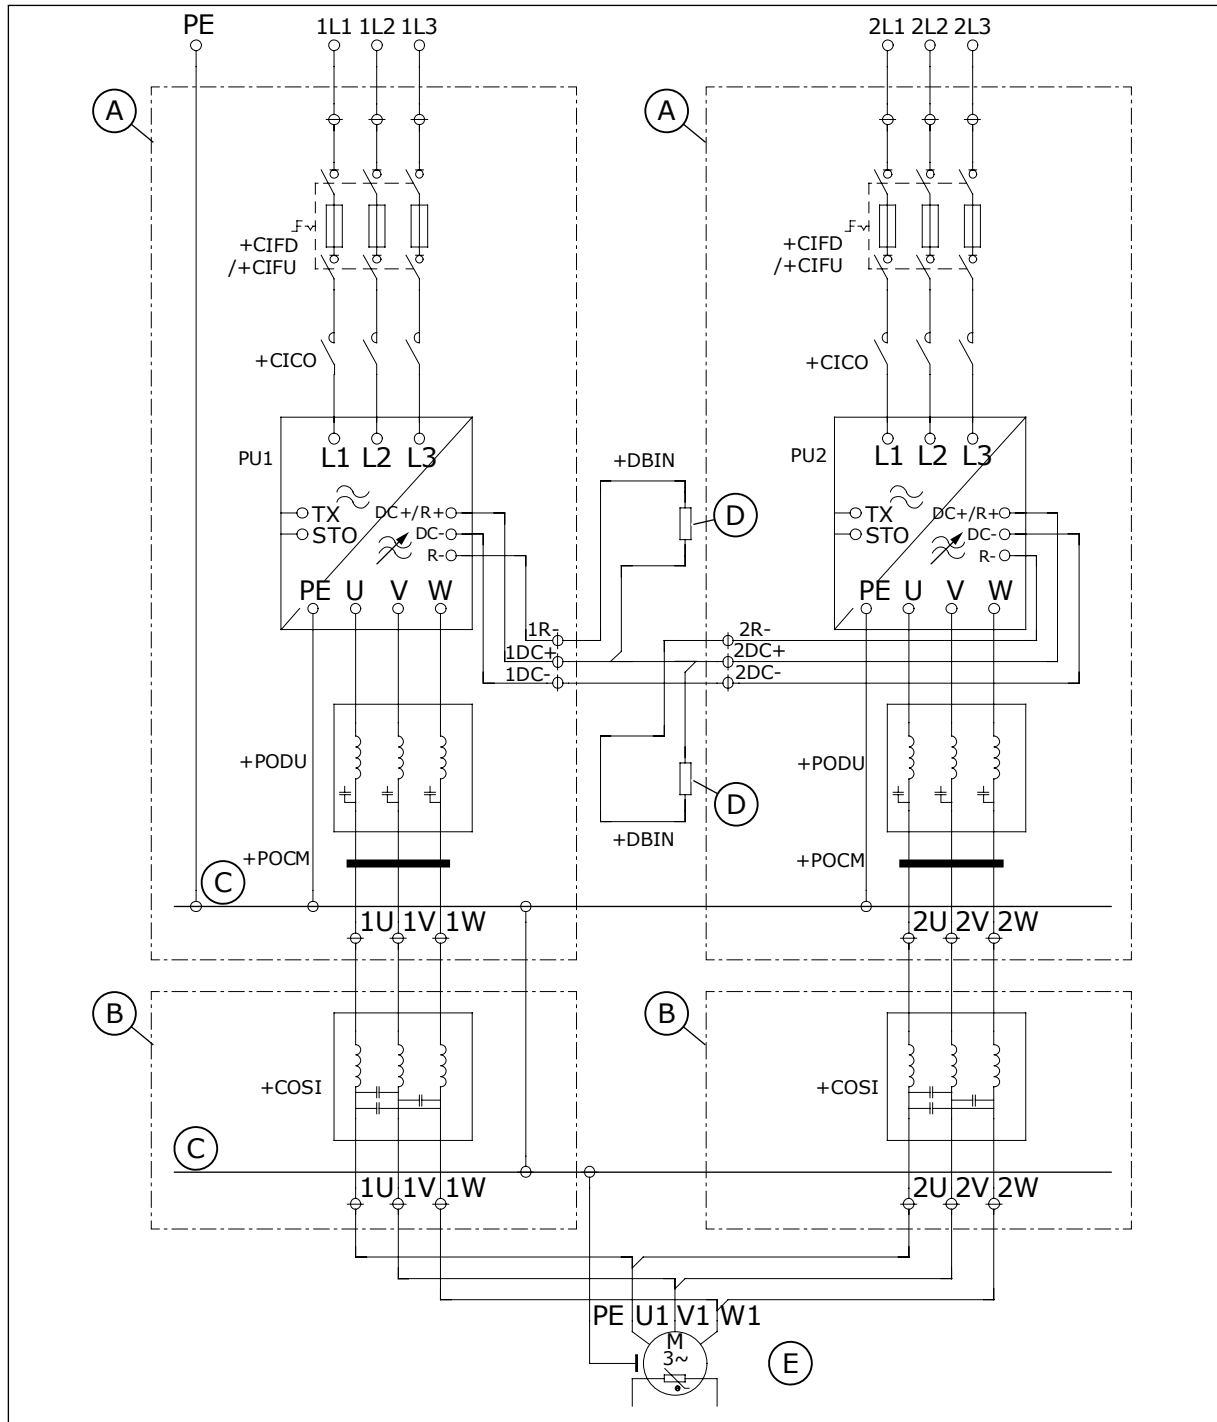 PE 1L1 1L2 1L3 2L1 2L2 2L3
A A
+CIFD
/+CIFU
+CIFD
/+CIFU
+CICO +CICO
PU1 L1 L2 L3
TX
STO
DC+/R+
DC-
R-
PE U V W
PU2 L1 L2 L3
TX
STO
DC+/R+
DC-
R-
PE U V W
+DBIN
D
1R-
1DC+
1DC-
2R-
2DC+
2DC-
+PODU +PODU
D
+DBIN
+POCM +POCM
C
1U 1V 1W 2U 2V 2W
B B
+COSI +COSI
C
1U 1V 1W 2U 2V 2W
PE U1 V1 W1
M
3~
E